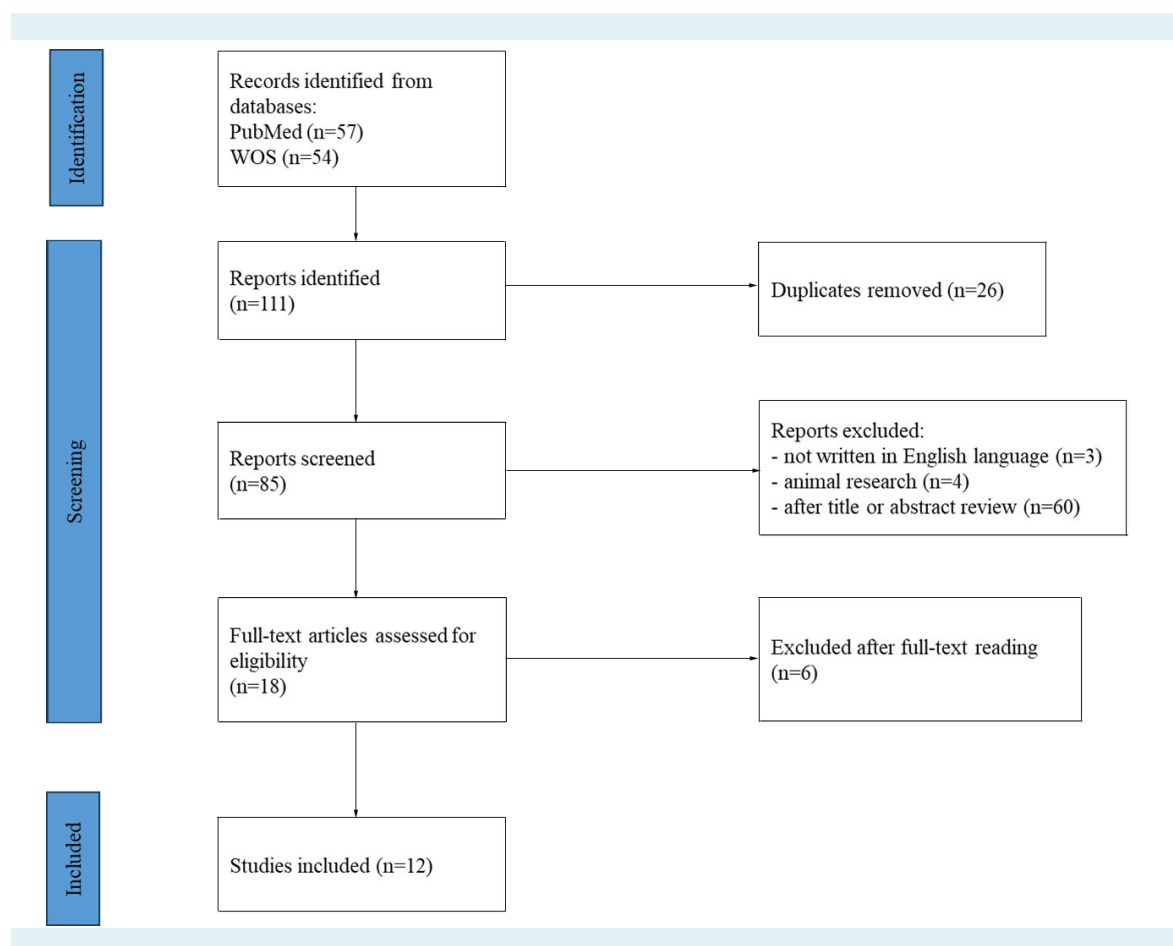 Identification
Records identified from
databases:
PubMed (n=57)
WOS (n=54)
Screening
Reports identified
(n=111)
Duplicates removed (n=26)
Reports screened
(n=85)
Reports excluded:
- not written in English language (n=3)
- animal research (n=4)
- after title or abstract review (n=60)
Full-text articles assessed for
eligibility
(n=18)
Excluded after full-text reading
(n=6)
Included
Studies included (n=12)